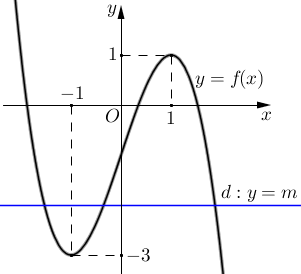 y
1
y = f(x)
−1
O
1
x
d : y = m
−3